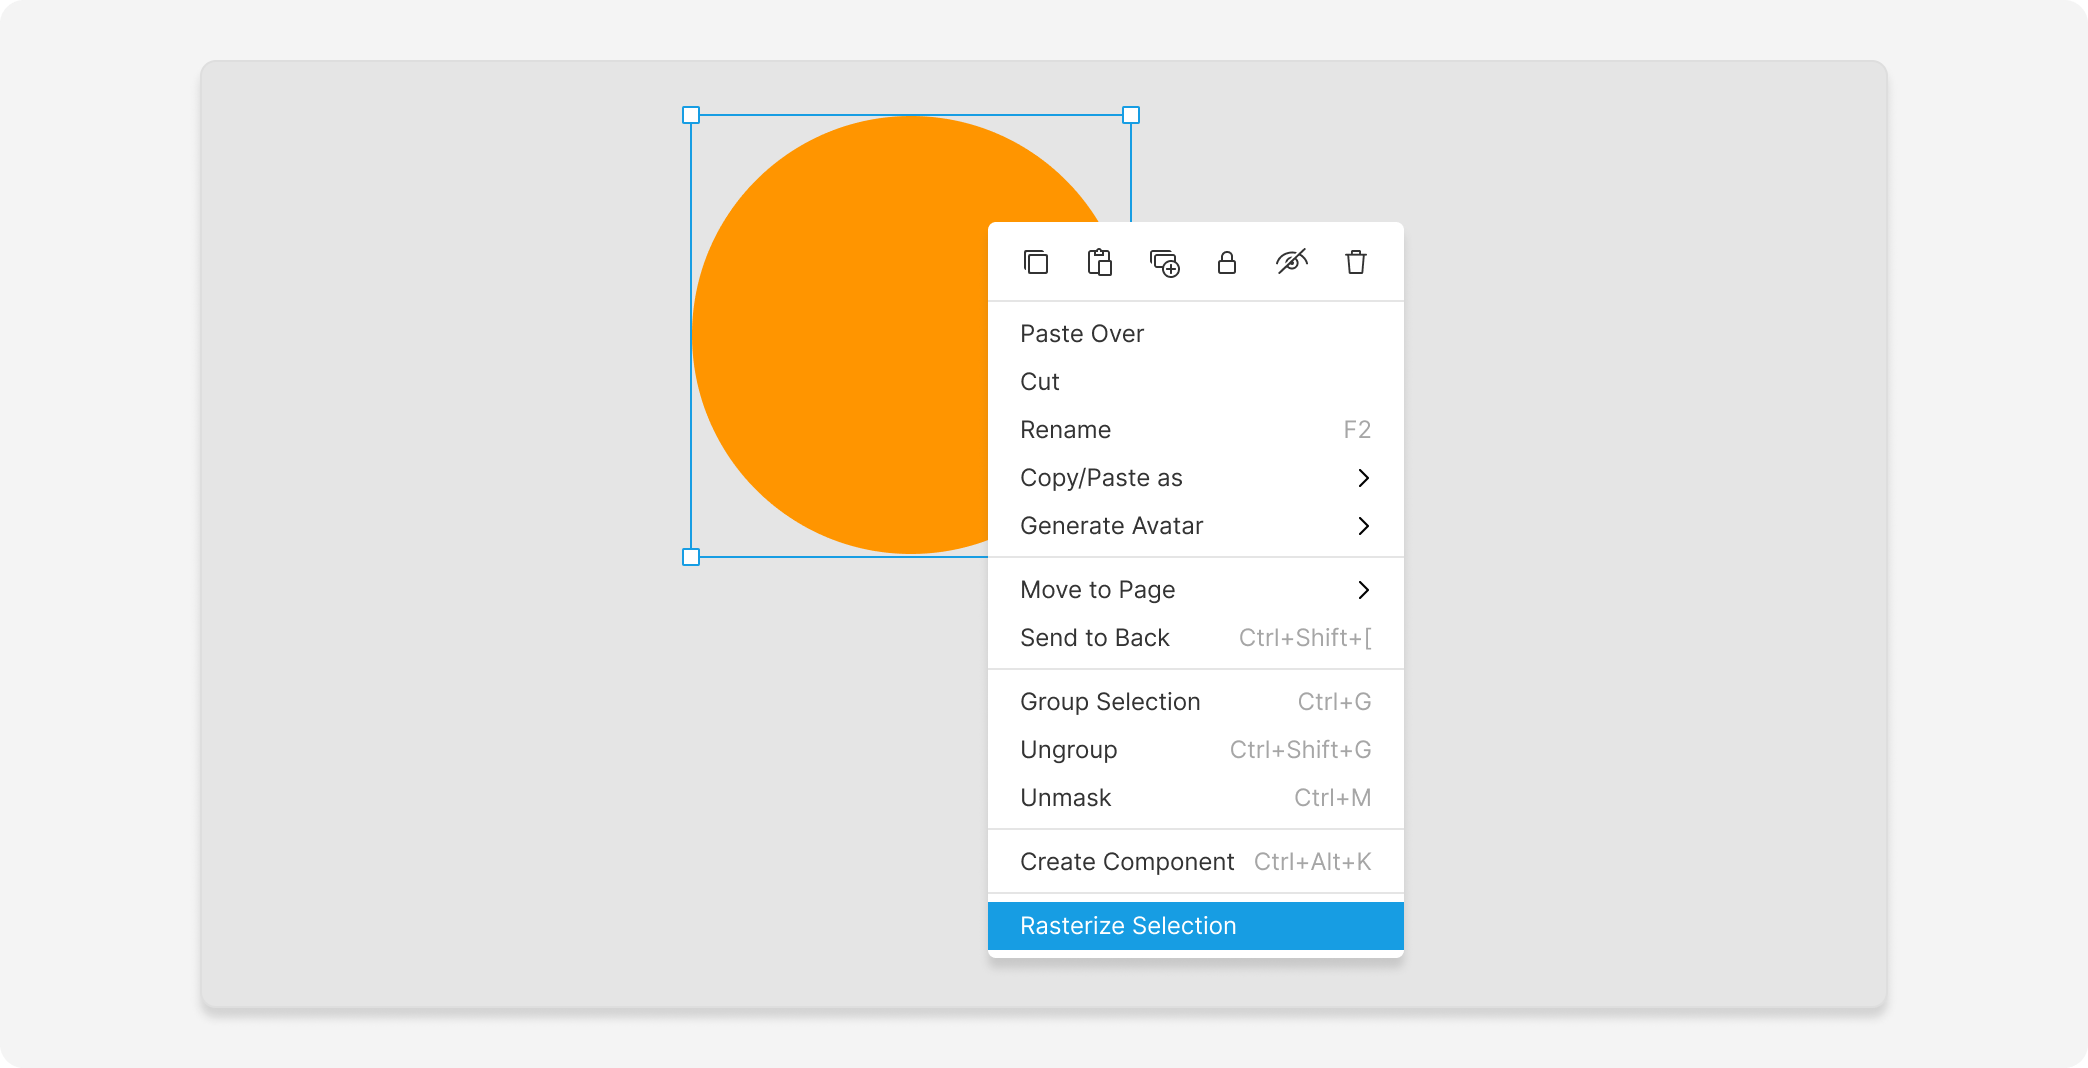 Paste Over
Cut
Rename F2
Copy/Paste as
Generate Avatar
Move to Page
Send to Back Ctrl+Shift+[
Group Selection Ctrl+G
Ungroup Ctrl+Shift+G
Unmask Ctrl+M
Create Component Ctrl+Alt+K
Rasterize Selection